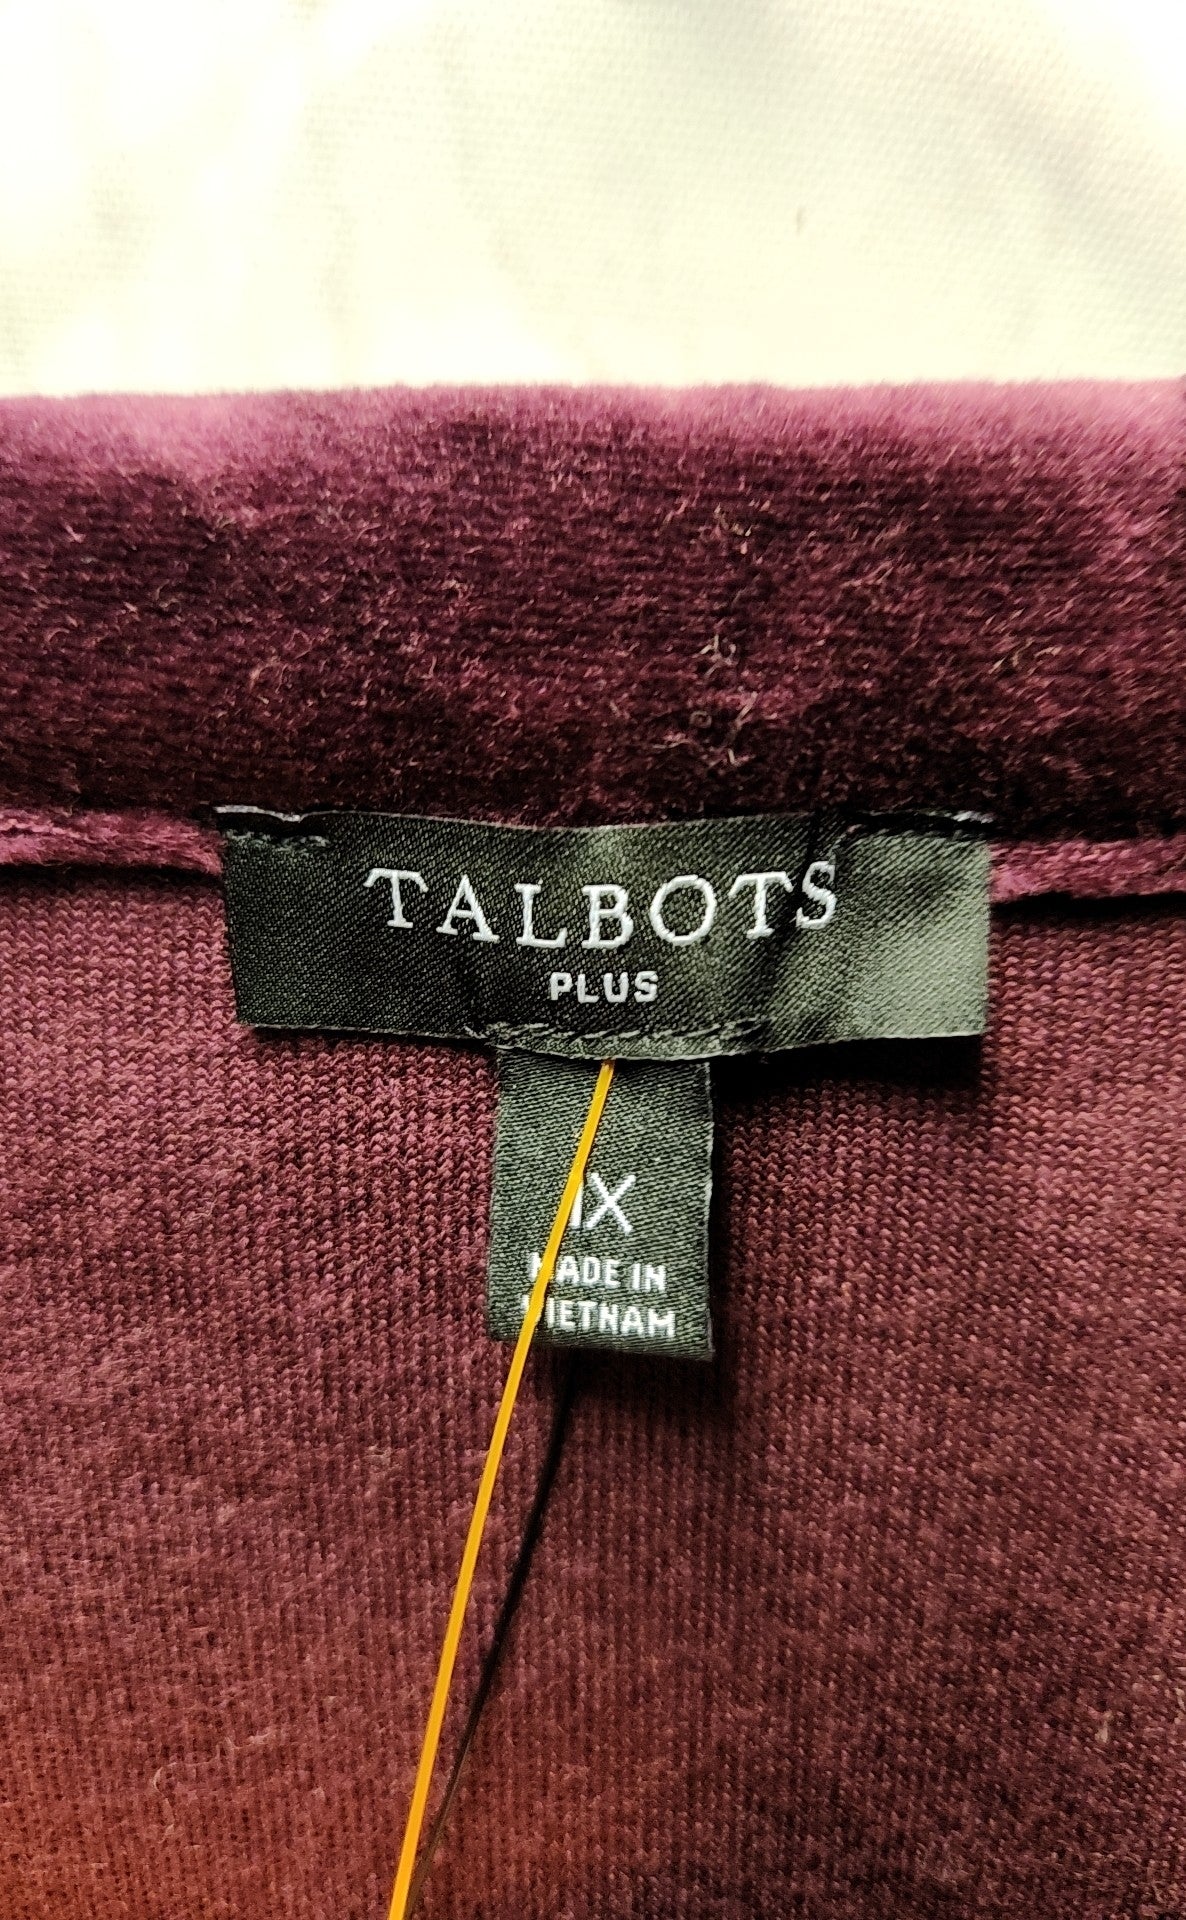 TALBOTS
PLUS
1X
MADE IN
VIETNAM